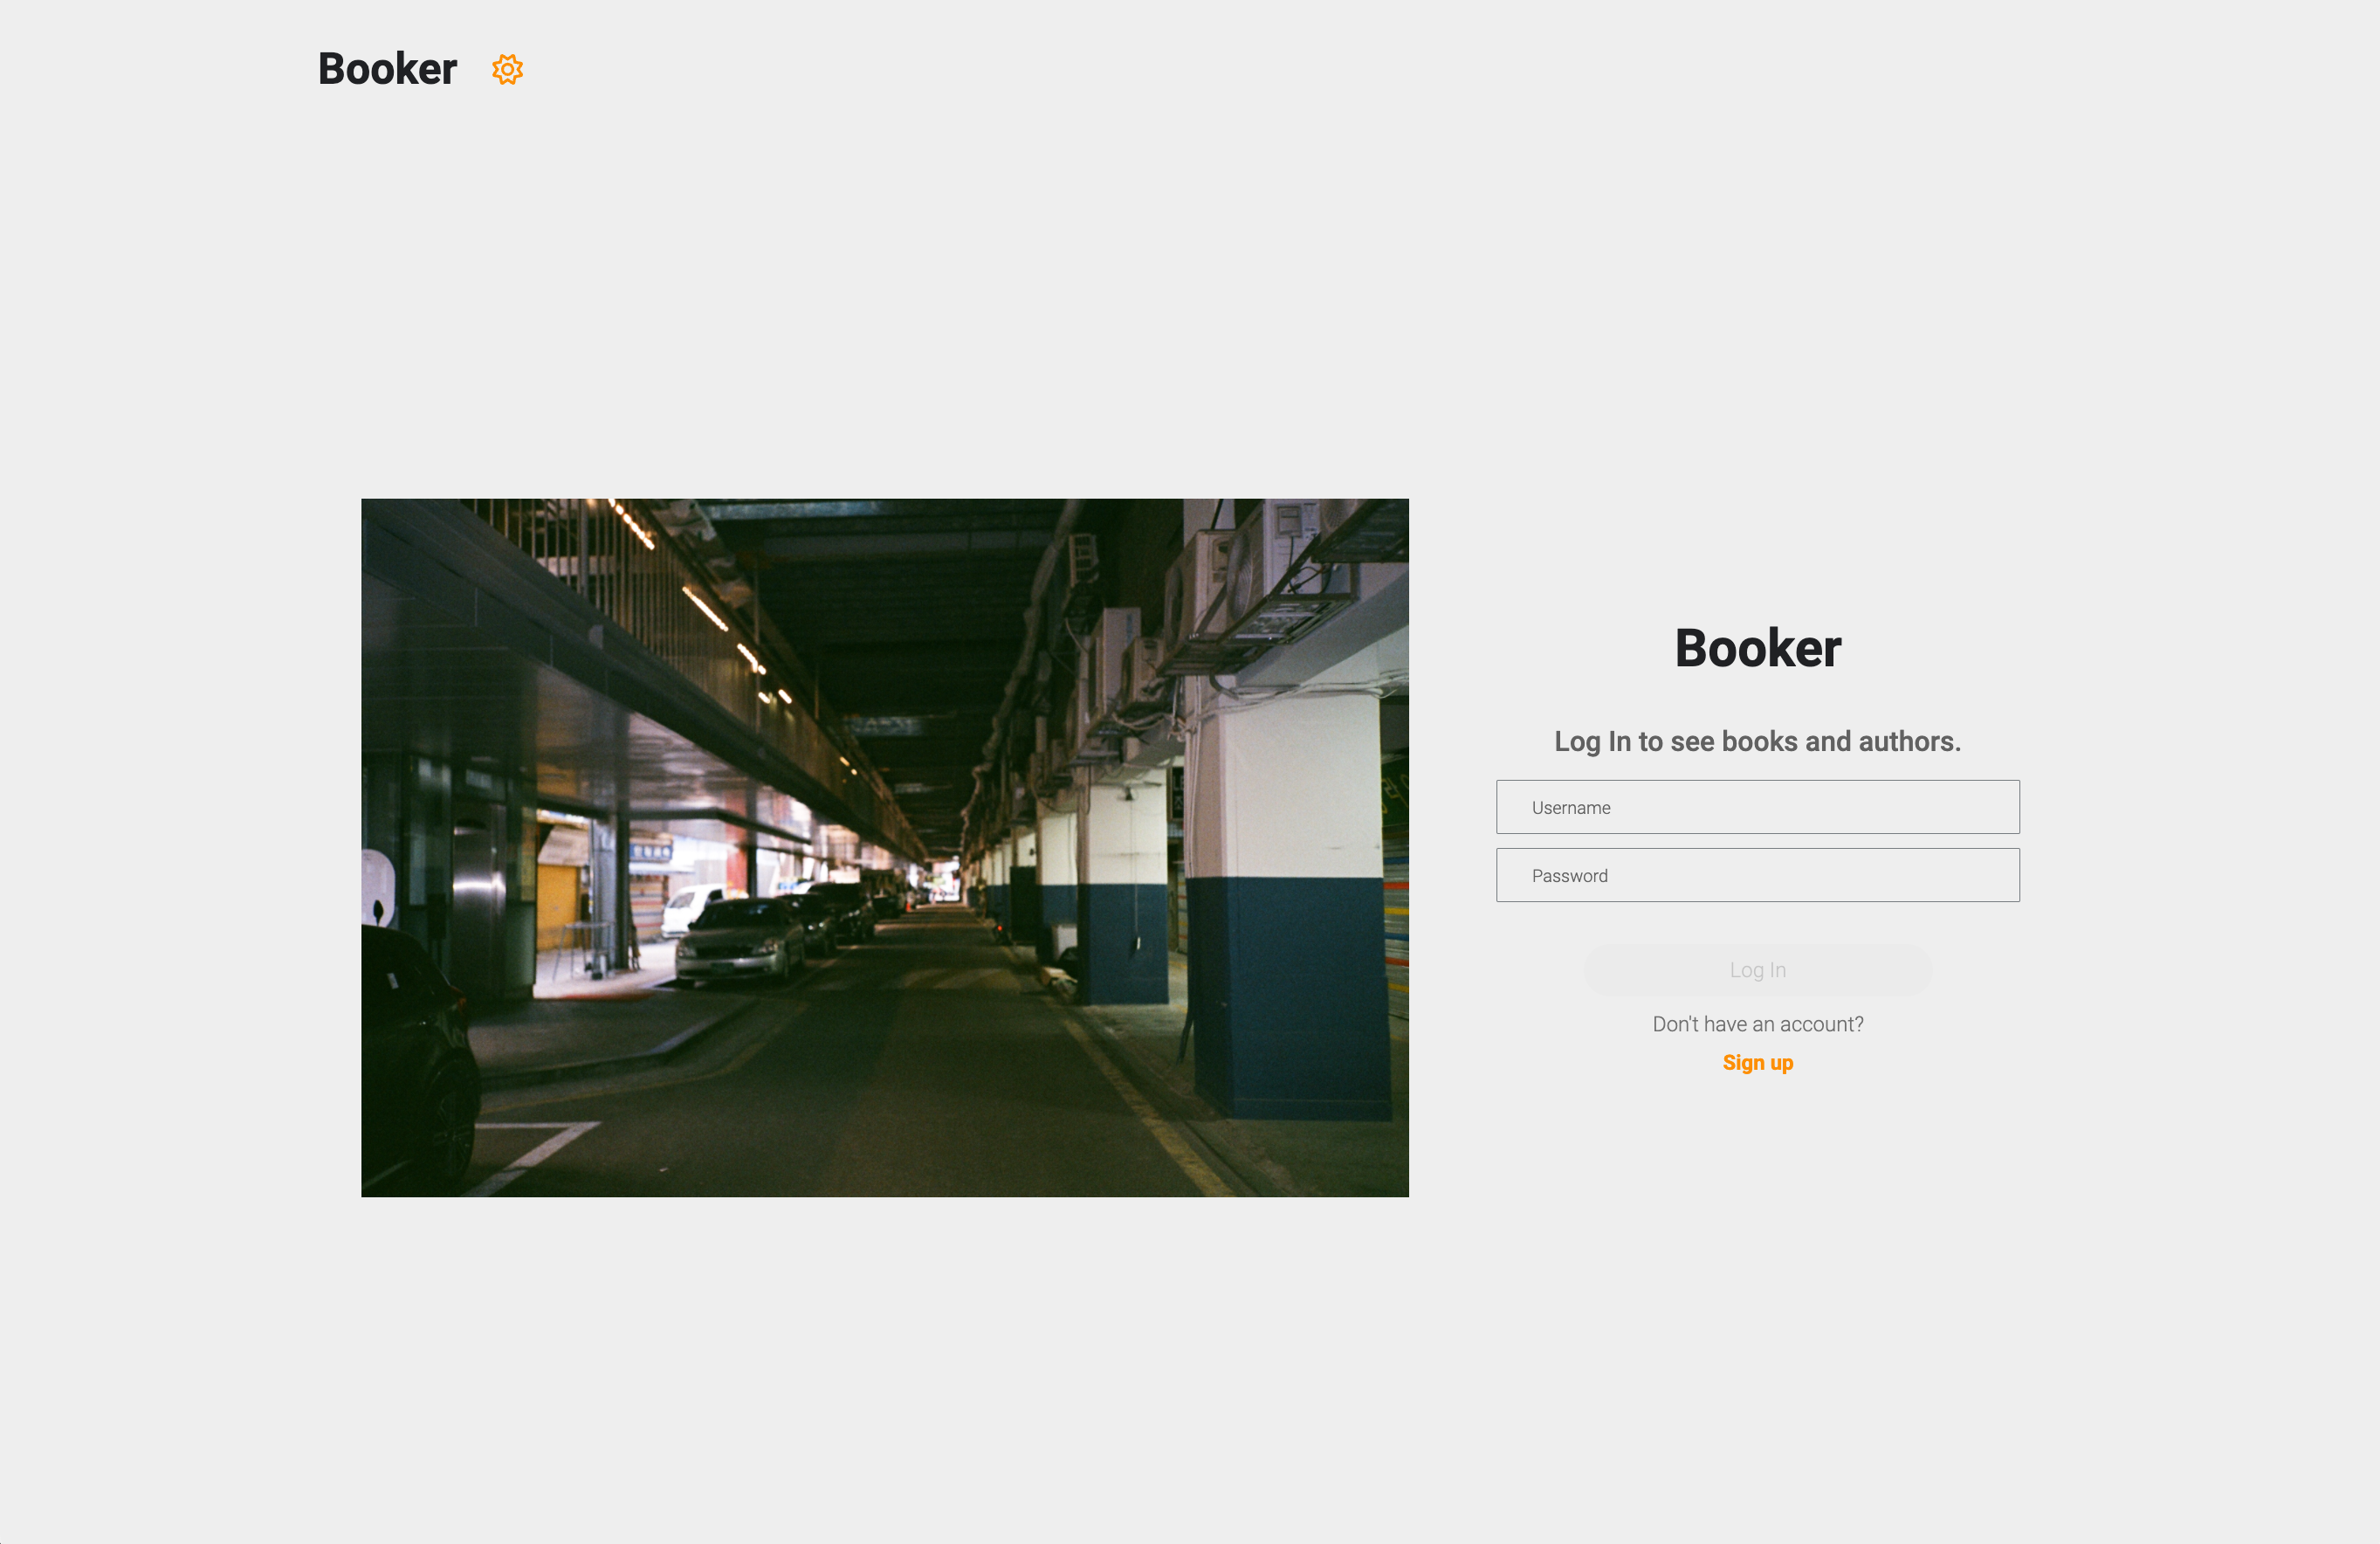 Booker
Booker
Log In to see books and authors.
Username
Password
Log In
Don't have an account?
Sign up